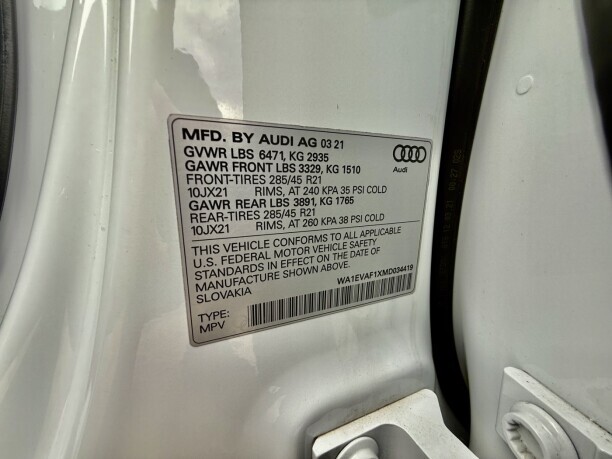 MFD. BY AUDI AG 03 21
GVWR LBS 6471, KG 2935
GAWR FRONT LBS 3329, KG 1510
FRONT-TIRES 285/45 R21
10JX21 RIMS, AT 240 KPA 35 PSI COLD
GAWR REAR LBS 3891, KG 1765
REAR-TIRES 285/45 R21
10JX21 RIMS, AT 260 KPA 38 PSI COLD
Audi
THIS VEHICLE CONFORMS TO ALL APPLICABLE
U.S. FEDERAL MOTOR VEHICLE SAFETY
STANDARDS IN EFFECT ON THE DATE OF
MANUFACTURE SHOWN ABOVE.
SLOVAKIA
WA1EVAF1XMD034419
TYPE:
MPV